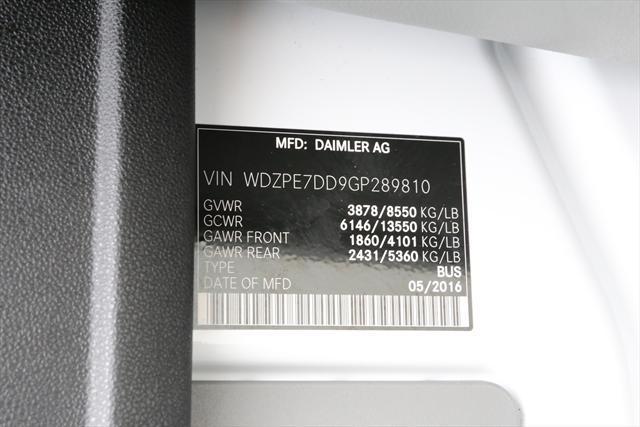 MFD: DAIMLER AG
VIN WDZPE7DD9GP289810
GVWR 3878/8550 KG/LB
GCWR 6146/13550 KG/LB
GAWR FRONT 1860/4101 KG/LB
GAWR REAR 2431/5360 KG/LB
TYPE BUS
DATE OF MFD 05/2016